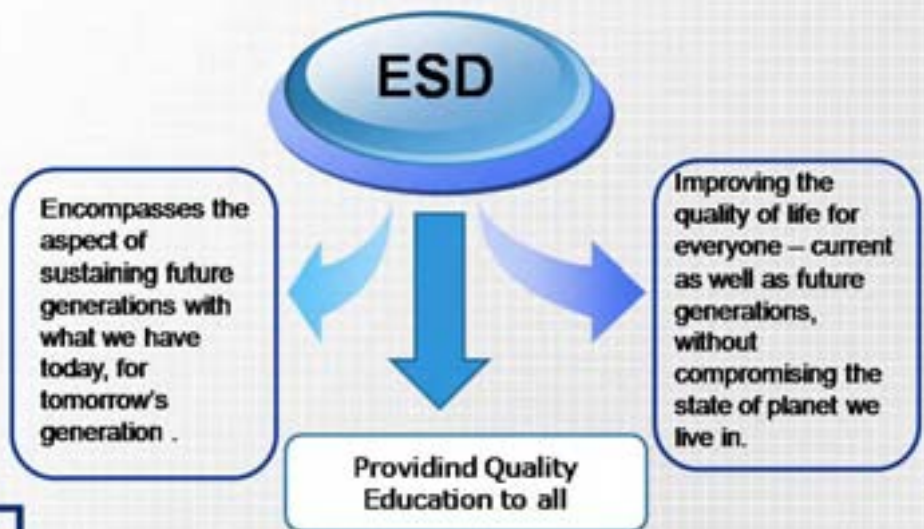 ESD
Encompasses the
aspect of
sustaining future
generations with
what we have
today, for
tomorrow's
generation .
Improving the
quality of life for
everyone – current
as well as future
generations,
without
compromising the
state of planet we
live in.
Providind Quality
Education to all